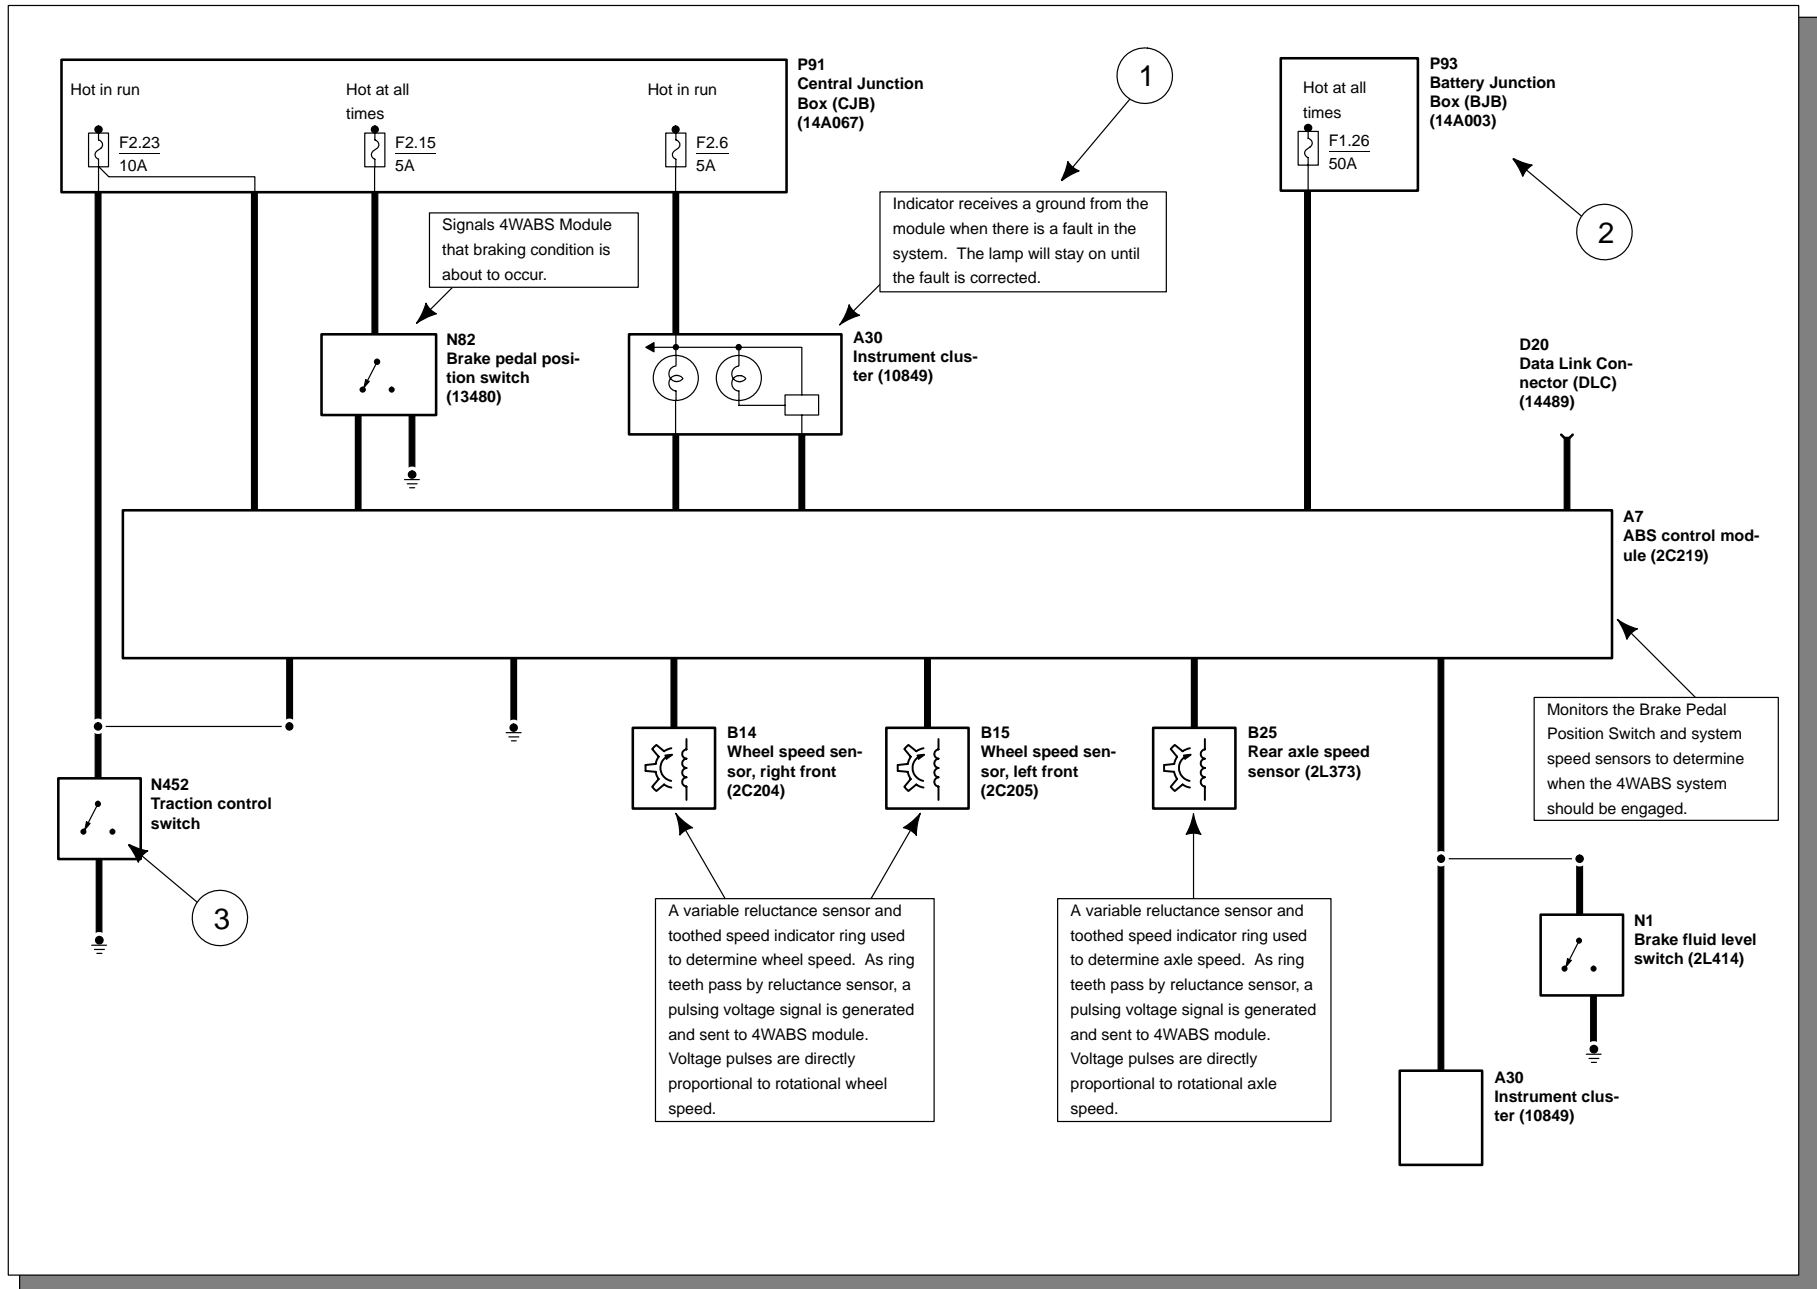 Hot in run
F2.23
10A
Hot at all
times
F2.15
5A
Hot in run
F2.6
5A
P91
Central Junction
Box (CJB)
(14A067)
1
Hot at all
times
F1.26
50A
P93
Battery Junction
Box (BJB)
(14A003)
2
Signals 4WABS Module
that braking condition is
about to occur.
Indicator receives a ground from the
module when there is a fault in the
system. The lamp will stay on until
the fault is corrected.
N82
Brake pedal posi-
tion switch
(13480)
A30
Instrument clus-
ter (10849)
D20
Data Link Con-
nector (DLC)
(14489)
A7
ABS control mod-
ule (2C219)
Monitors the Brake Pedal
Position Switch and system
speed sensors to determine
when the 4WABS system
should be engaged.
N452
Traction control
switch
3
B14
Wheel speed sen-
sor, right front
(2C204)
B15
Wheel speed sen-
sor, left front
(2C205)
B25
Rear axle speed
sensor (2L373)
A variable reluctance sensor and
toothed speed indicator ring used
to determine wheel speed. As ring
teeth pass by reluctance sensor, a
pulsing voltage signal is generated
and sent to 4WABS module.
Voltage pulses are directly
proportional to rotational wheel
speed.
A variable reluctance sensor and
toothed speed indicator ring used
to determine axle speed. As ring
teeth pass by reluctance sensor, a
pulsing voltage signal is generated
and sent to 4WABS module.
Voltage pulses are directly
proportional to rotational axle
speed.
N1
Brake fluid level
switch (2L414)
A30
Instrument clus-
ter (10849)